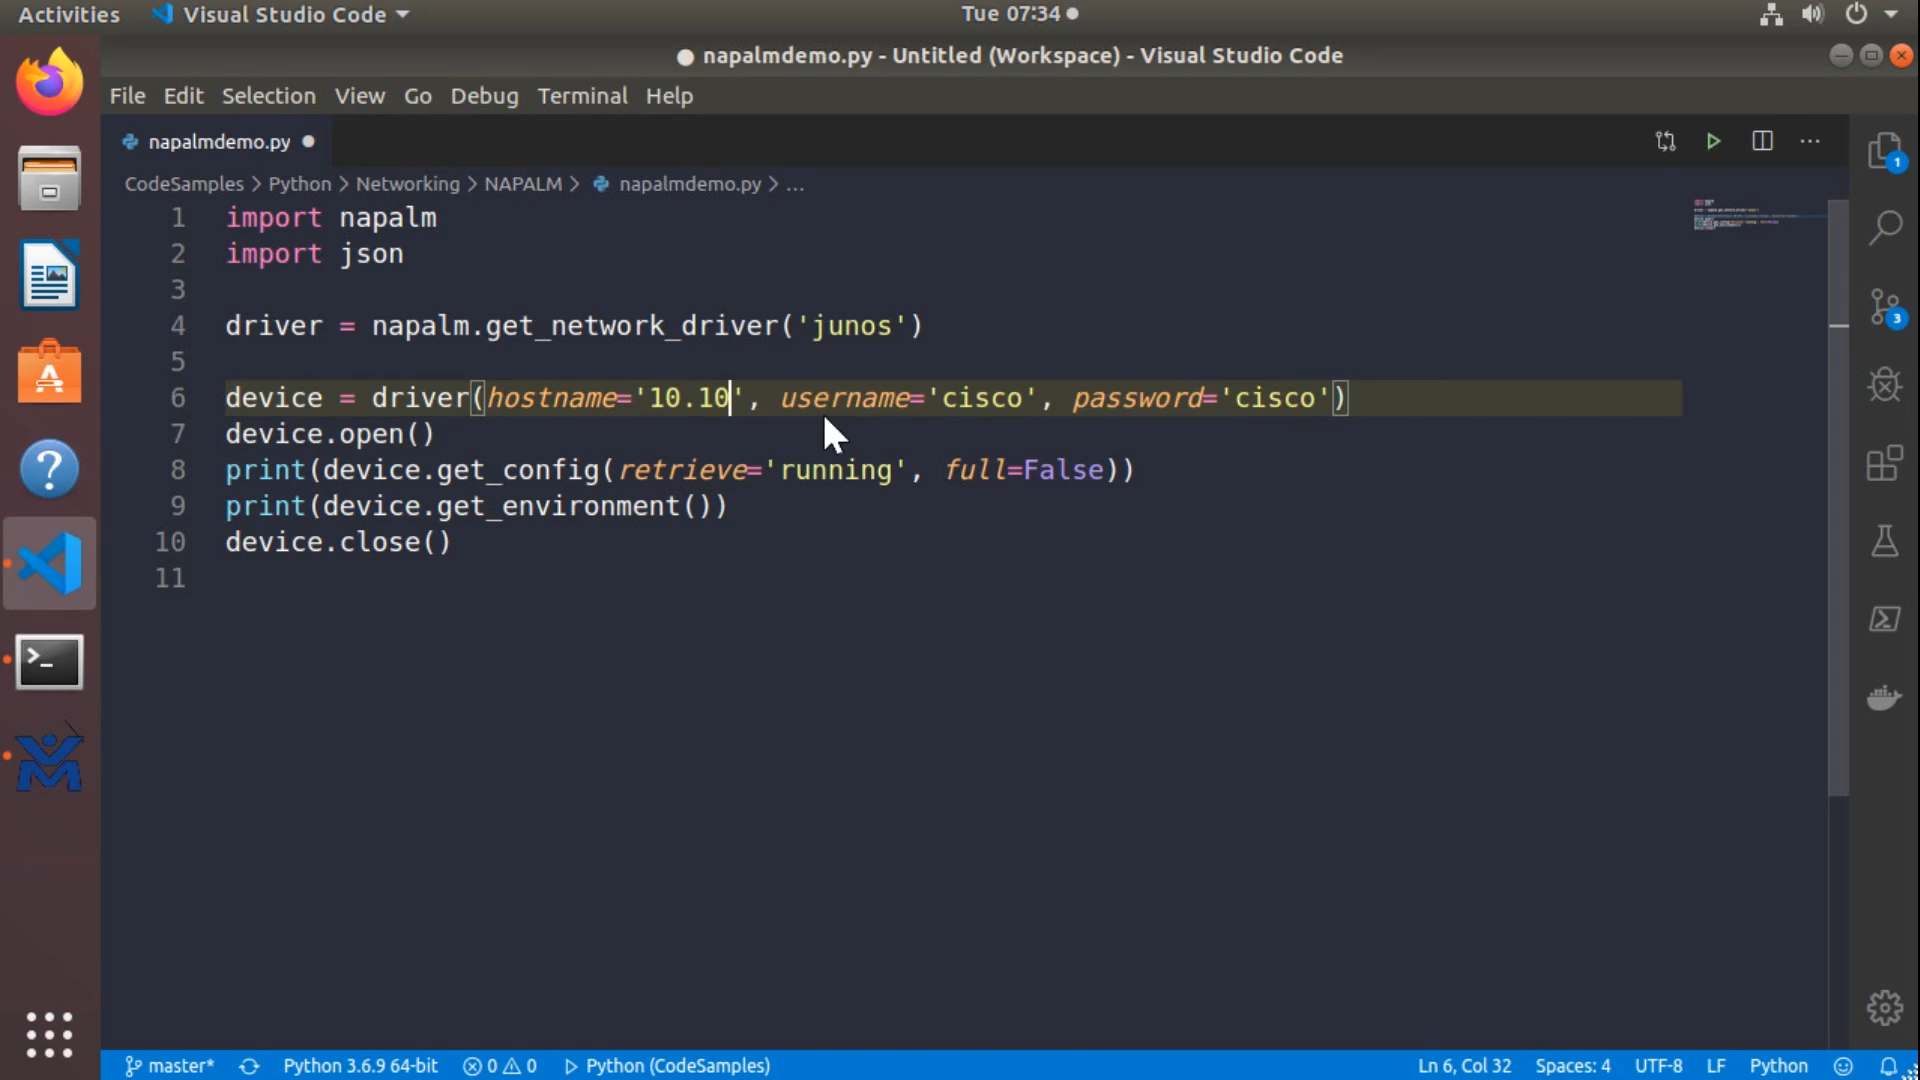 Activities Visual Studio Code Tue 07:34
napalmdemo.py - Untitled (Workspace) - Visual Studio Code
File Edit Selection View Go Debug Terminal Help
napalmdemo.py
CodeSamples > Python > Networking > NAPALM > napalmdemo.py > ...
1 import napalm
2 import json
3
4 driver = napalm.get_network_driver('junos')
5
6 device = driver(hostname='10.10', username='cisco', password='cisco')
7 device.open()
8 print(device.get_config(retrieve='running', full=False))
9 print(device.get_environment())
10 device.close()
11
1
3
master* Python 3.6.9 64-bit 0 0 Python (CodeSamples) Ln 6, Col 32 Spaces: 4 UTF-8 LF Python